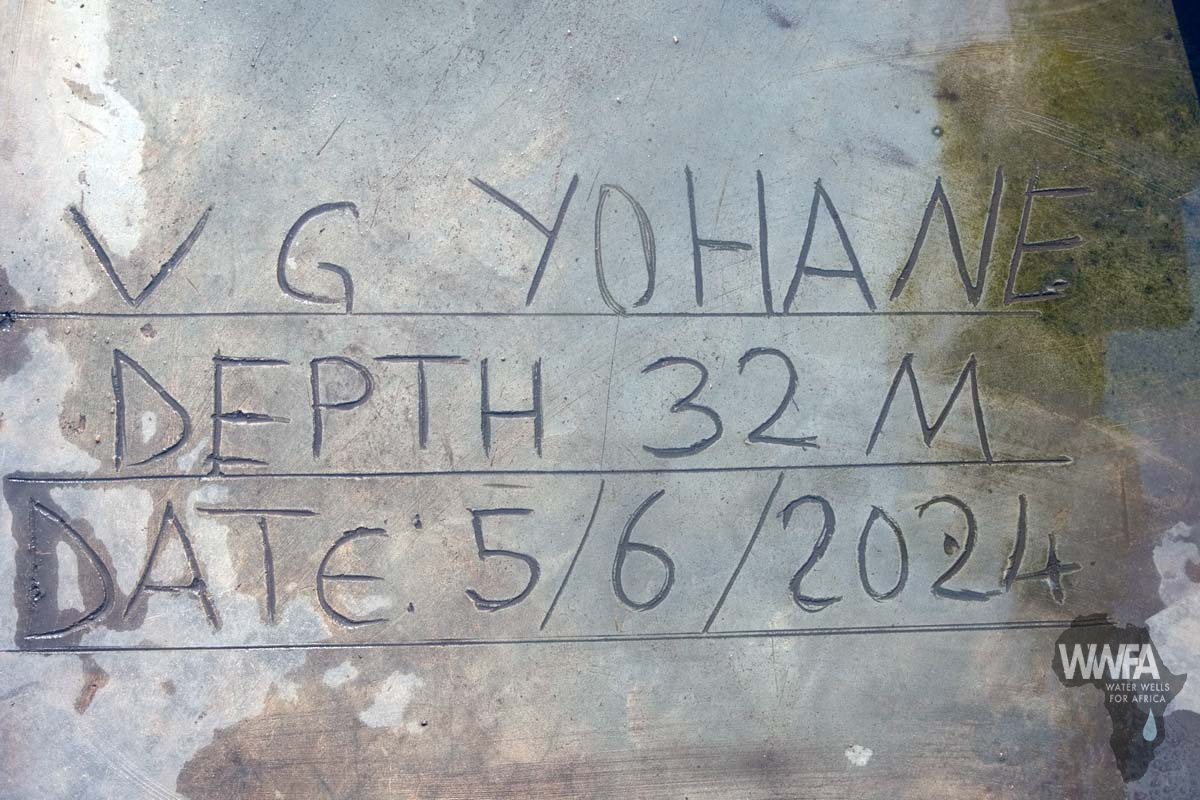 V G YOHANE
DEPTH 32 M
DATE: 5/6/2024
WWFA
WATER WELLS
FOR AFRICA